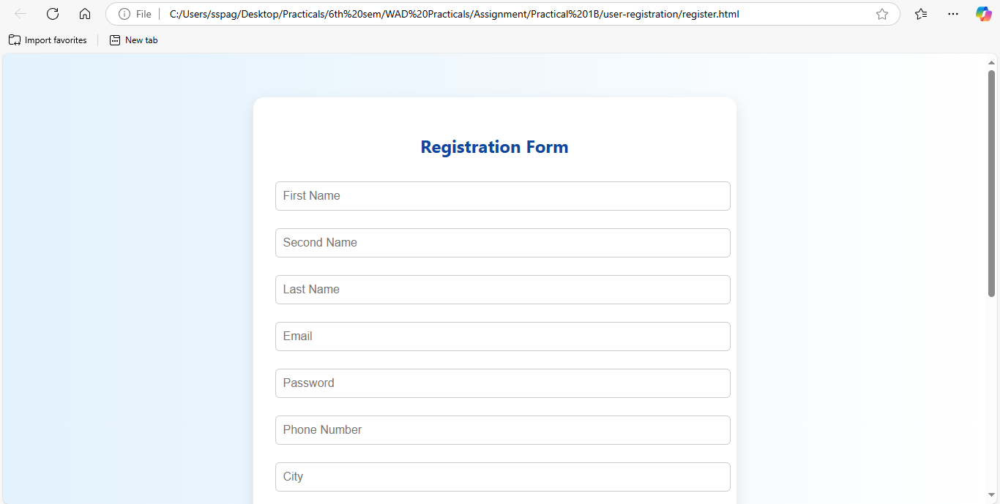 File C:/Users/sspag/Desktop/Practicals/6th%20sem/WAD%20Practicals/Assignment/Practical%201B/user-registration/register.html
Import favorites New tab
Registration Form
First Name
Second Name
Last Name
Email
Password
Phone Number
City